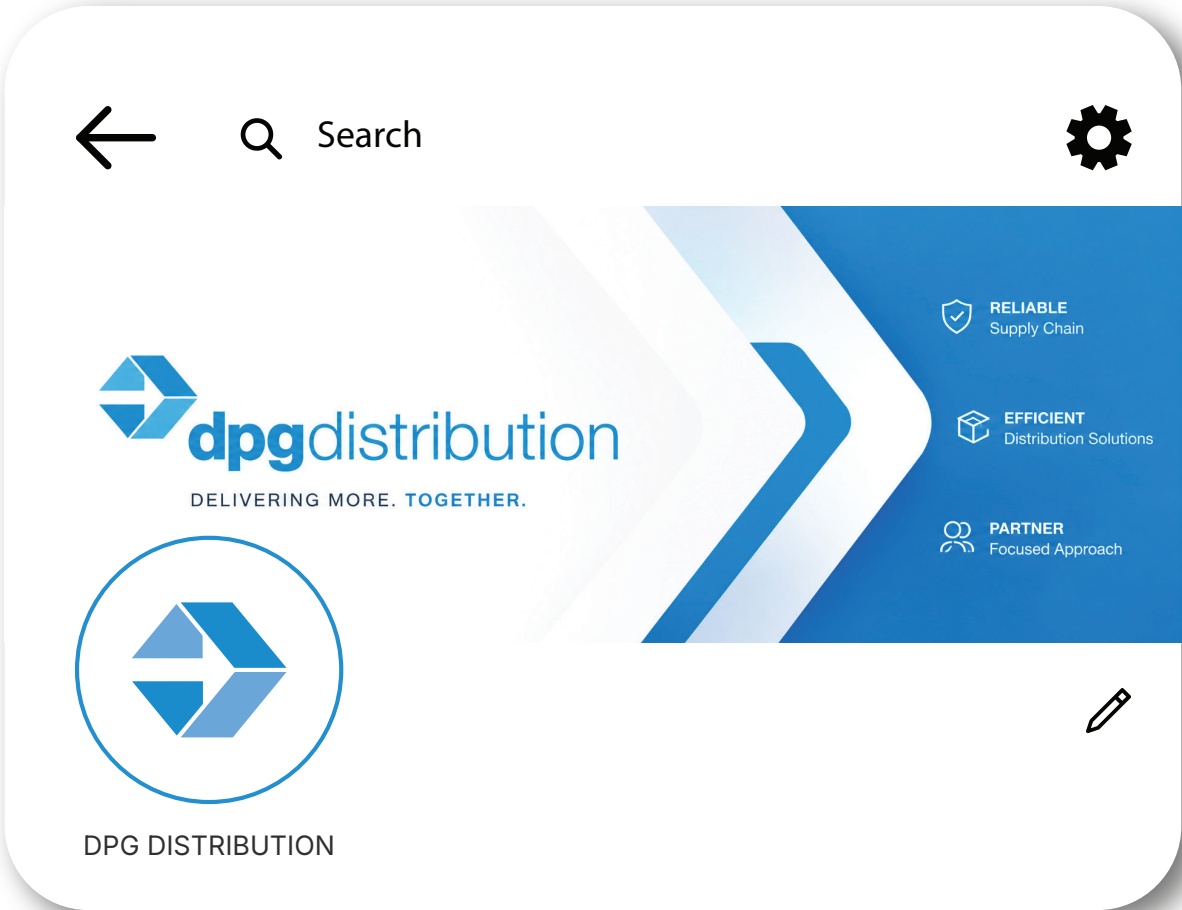 Search
dpgdistribution
DELIVERING MORE. TOGETHER.
RELIABLE
Supply Chain
EFFICIENT
Distribution Solutions
PARTNER
Focused Approach
DPG DISTRIBUTION